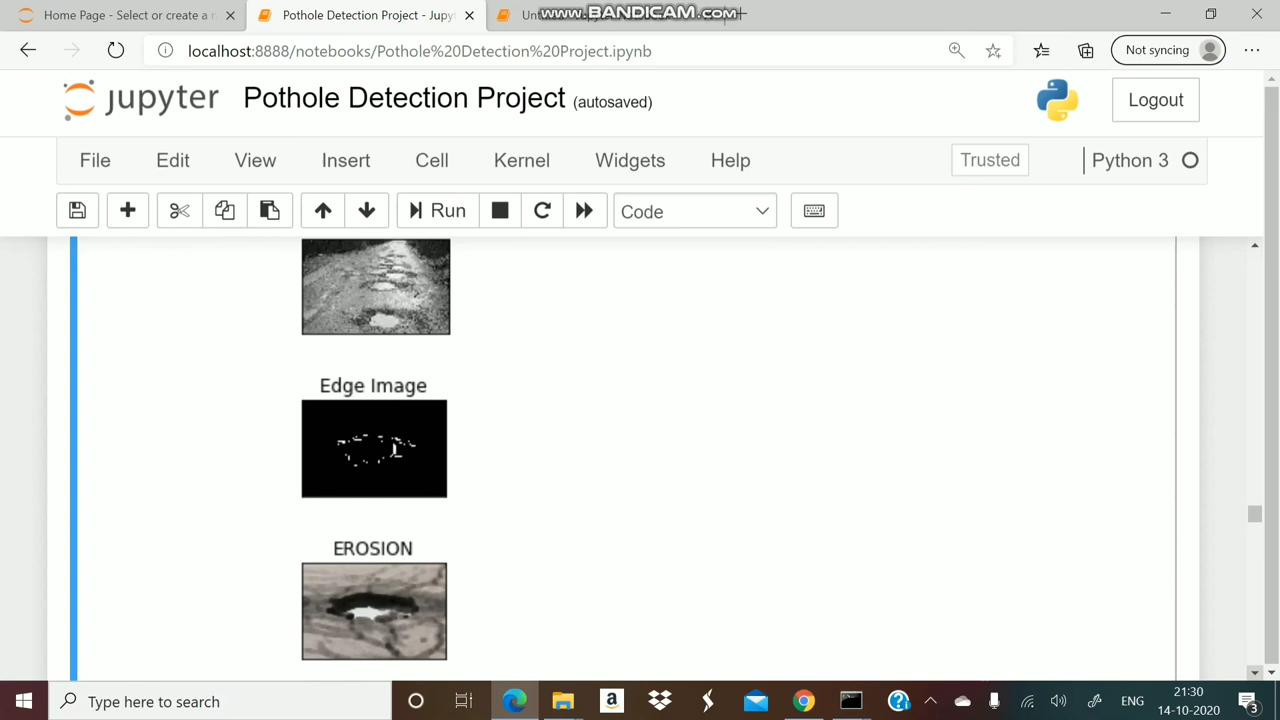 Home Page - Select or create a n
Pothole Detection Project - Jupyt
Un
www.BANDICAM.com
localhost:8888/notebooks/Pothole%20Detection%20Project.ipynb
Not syncing
jupyter Pothole Detection Project (autosaved)
Logout
File Edit View Insert Cell Kernel Widgets Help
Trusted
Python 3
Run
Code
Edge Image
EROSION
Type here to search
a
ENG
21:30
14-10-2020
3